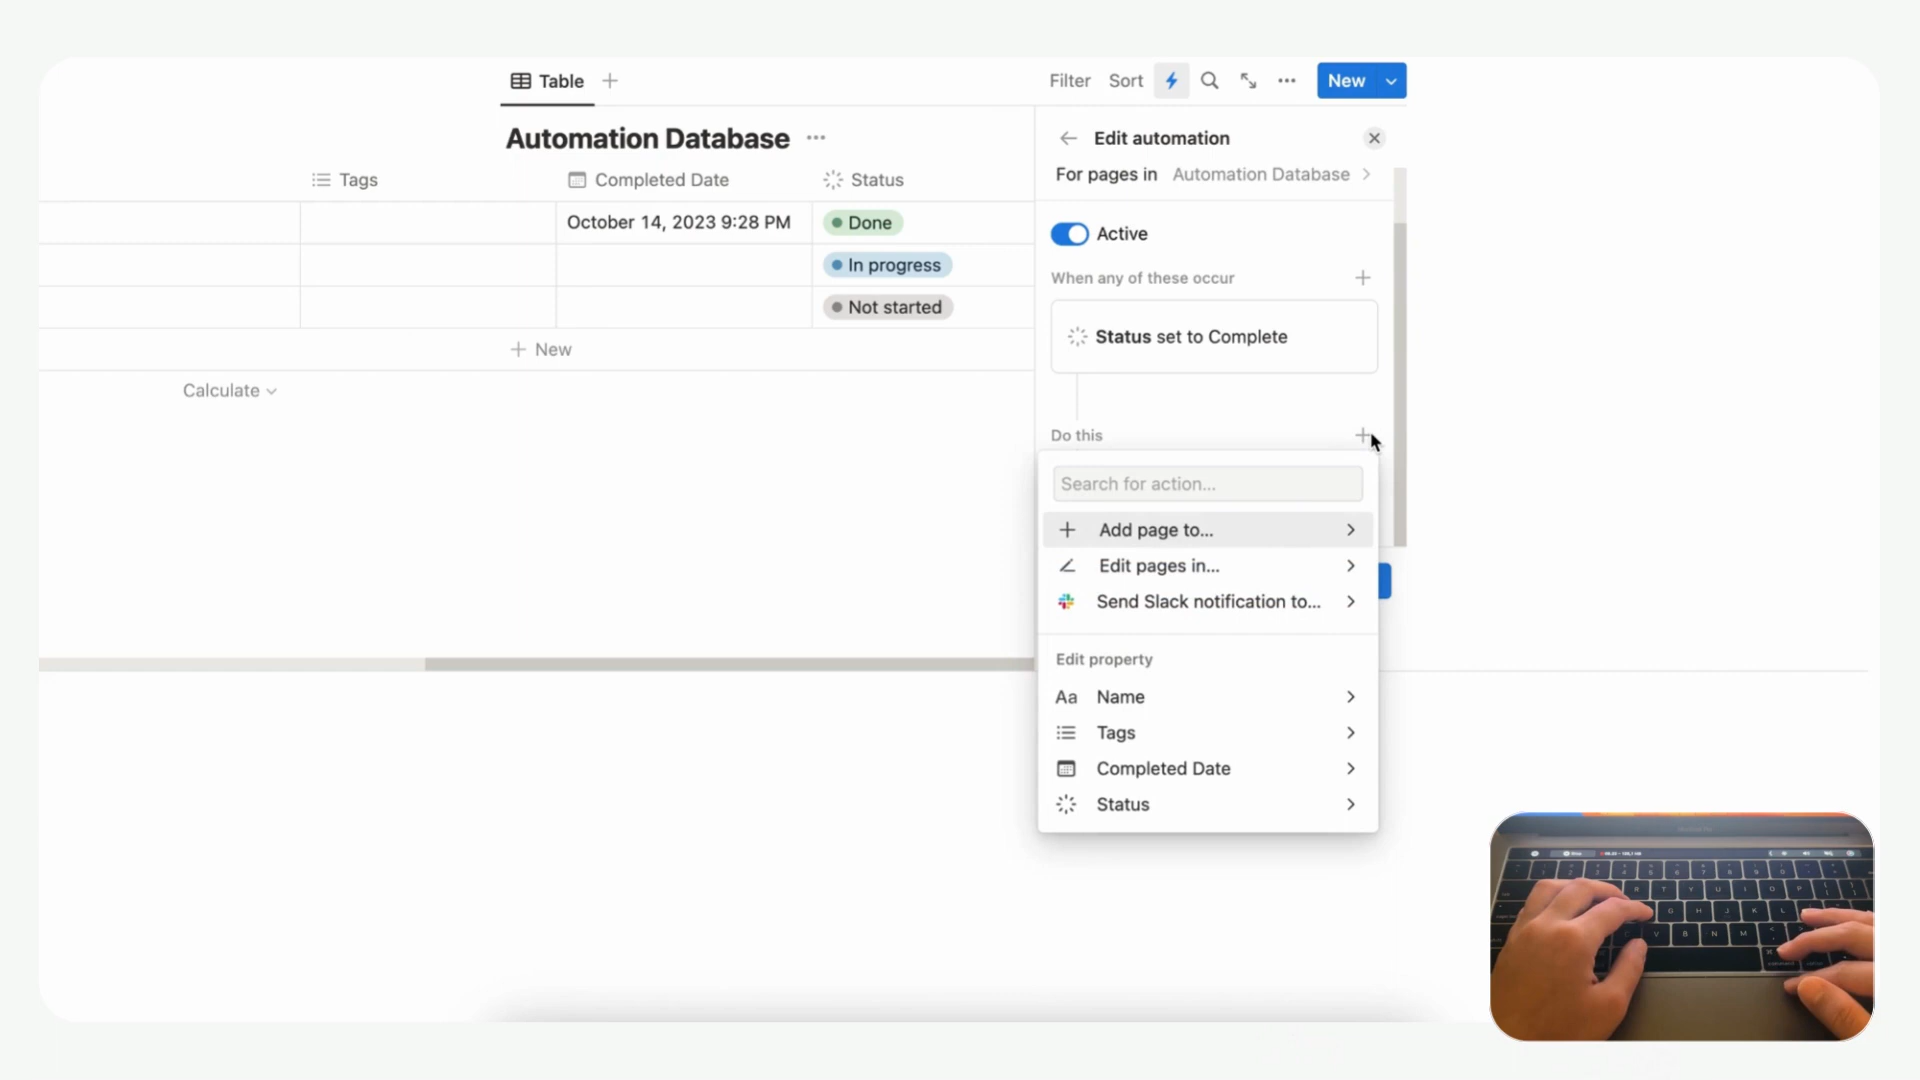 Table
Filter Sort New
Automation Database
Tags Completed Date Status
October 14, 2023 9:28 PM Done
In progress
Not started
New
Calculate
Edit automation
For pages in Automation Database
Active
When any of these occur
Status set to Complete
Do this
Search for action...
Add page to...
Edit pages in...
Send Slack notification to...
Edit property
Aa Name
Tags
Completed Date
Status
R T Y U I O P
G H J K L
V B N M